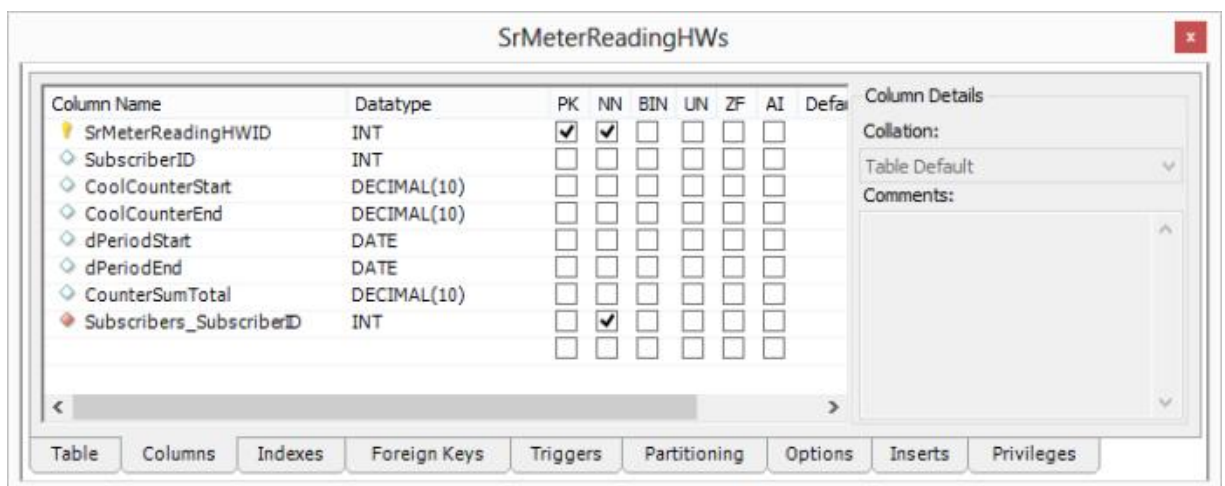 SrMeterReadingHWs
x
Column Name Datatype PK NN BIN UN ZF AI Defau
SrMeterReadingHWID INT
SubscriberID INT
CoolCounterStart DECIMAL(10)
CoolCounterEnd DECIMAL(10)
dPeriodStart DATE
dPeriodEnd DATE
CounterSumTotal DECIMAL(10)
Subscribers_SubscriberID INT
Column Details
Collation:
Table Default
Comments:
Table Columns Indexes Foreign Keys Triggers Partitioning Options Inserts Privileges